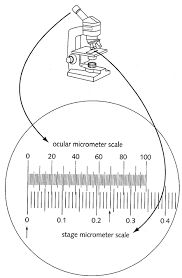 ocular micrometer scale
0 20 40 60 80 100
0 0.1 0.2 0.3 0.4
stage micrometer scale